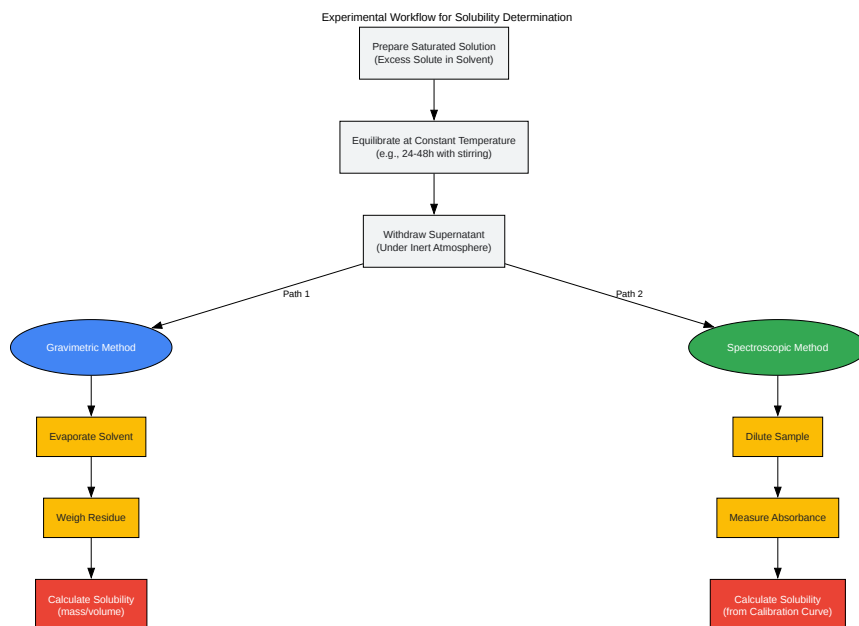 Experimental Workflow for Solubility Determination
Prepare Saturated Solution
(Excess Solute in Solvent)
Equilibrate at Constant Temperature
(e.g., 24-48h with stirring)
Withdraw Supernatant
(Under Inert Atmosphere)
Path 1
Path 2
Gravimetric Method
Spectroscopic Method
Evaporate Solvent
Dilute Sample
Weigh Residue
Measure Absorbance
Calculate Solubility
(mass/volume)
Calculate Solubility
(from Calibration Curve)